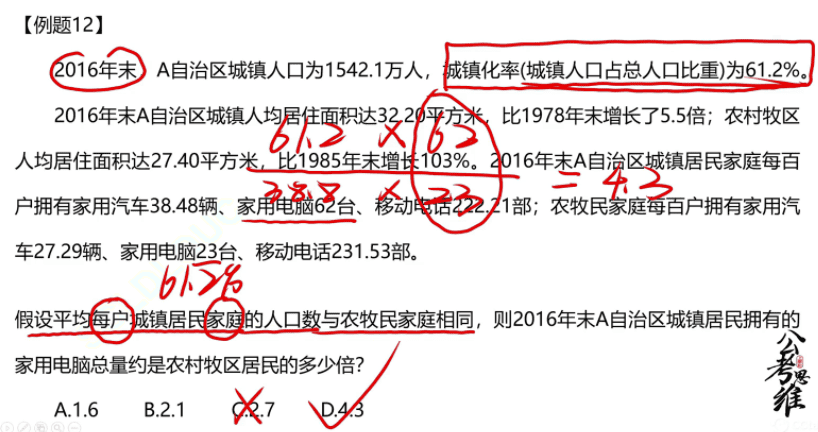 【例题12】
2016年末，A自治区城镇人口为1542.1万人，城镇化率(城镇人口占总人口比重)为61.2%。
2016年末A自治区城镇人均居住面积达32.20平方米，比1978年末增长了5.5倍；农村牧区
61.2 × 62
人均居住面积达27.40平方米，比1985年末增长103%。2016年末A自治区城镇居民家庭每百
38.8 × 23 = 4.3
户拥有家用汽车38.48辆、家用电脑62台、移动电话222.21部；农牧民家庭每百户拥有家用汽
车27.29辆、家用电脑23台、移动电话231.53部。
61.2%
假设平均每户城镇居民家庭的人口数与农牧民家庭相同，则2016年末A自治区城镇居民拥有的
家用电脑总量约是农村牧区居民的多少倍？
A.1.6 B.2.1 C.2.7 D.4.3
公考思维